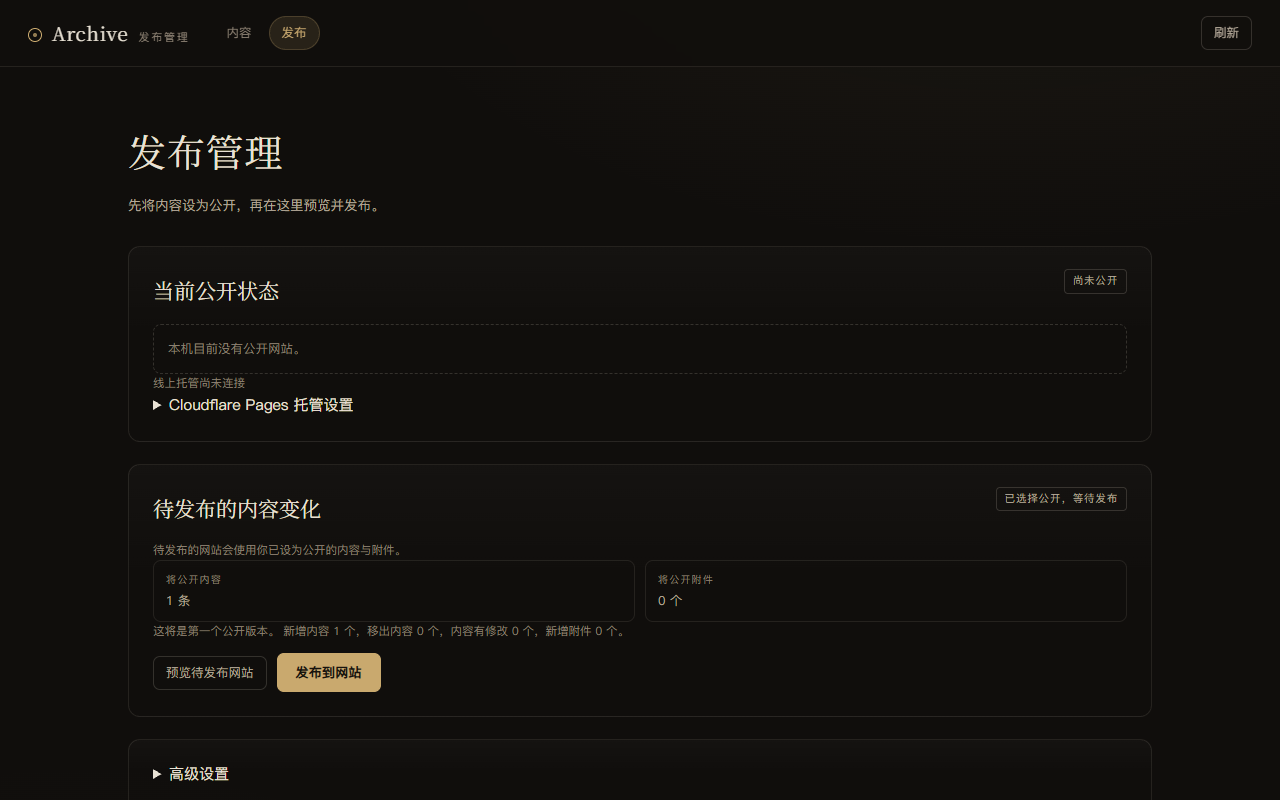 Archive 发布管理 内容 发布 刷新
发布管理
先将内容设为公开，再在这里预览并发布。
当前公开状态 尚未公开
本机目前没有公开网站。
线上托管尚未连接
Cloudflare Pages 托管设置
待发布的内容变化 已选择公开，等待发布
待发布的网站会使用你已设为公开的内容与附件。
将公开内容 将公开附件
1 条 0 个
这将是第一个公开版本。 新增内容 1 个，移出内容 0 个，内容有修改 0 个，新增附件 0 个。
预览待发布网站 发布到网站
高级设置